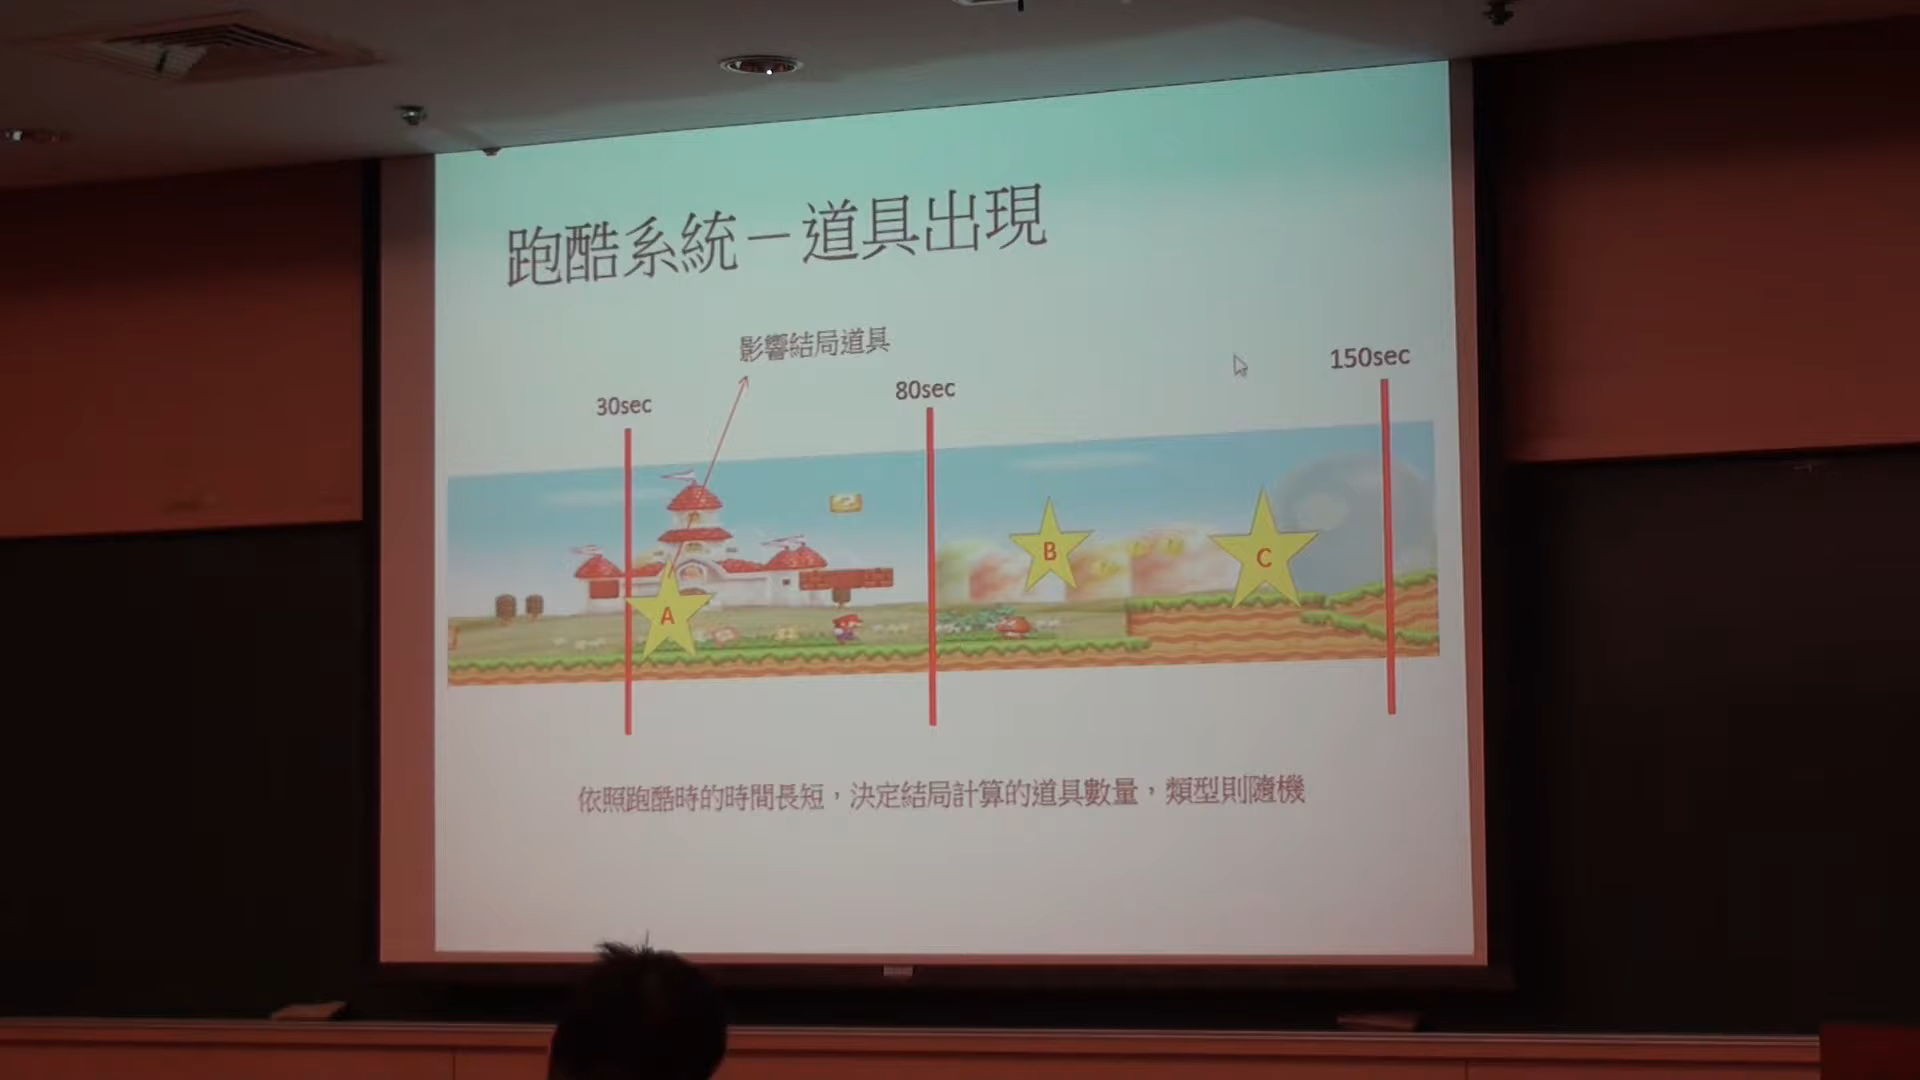 跑酷系統－道具出現
影響結局道具
30sec
80sec
150sec
A
B
C
依照跑酷時的時間長短，決定結局計算的道具數量，類型則隨機